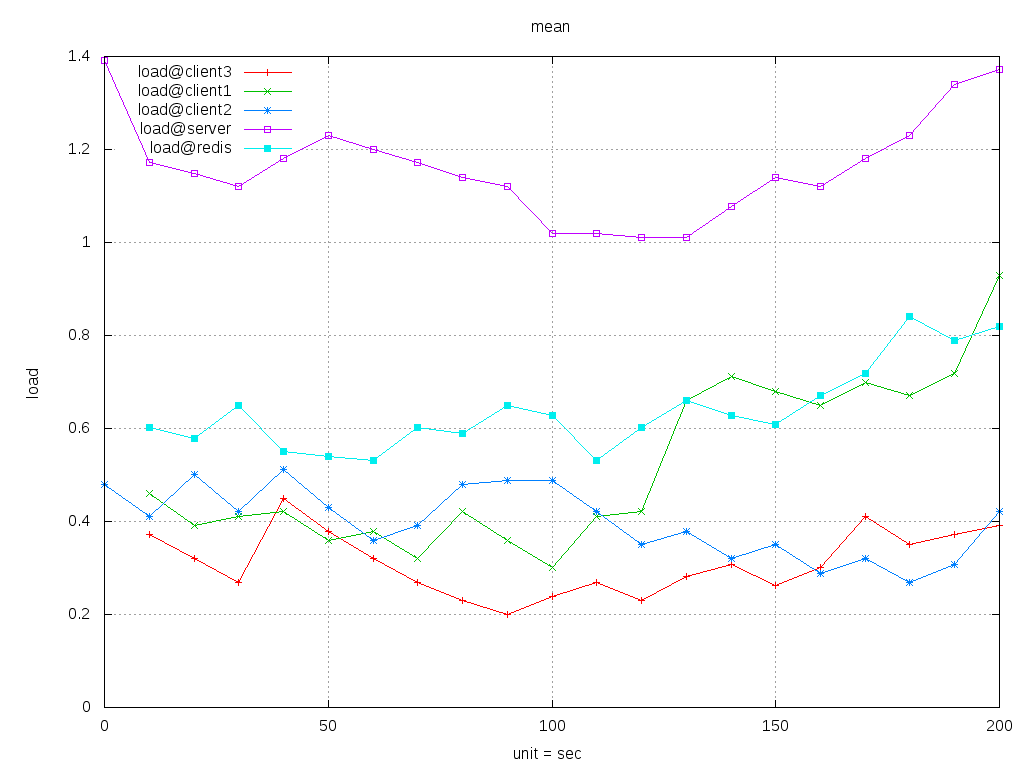 mean
1.4
load@client3
load@client1
load@client2
load@server
load@redis
1.2
1
0.8
load
0.6
0.4
0.2
0
0 50 100 150 200
unit = sec